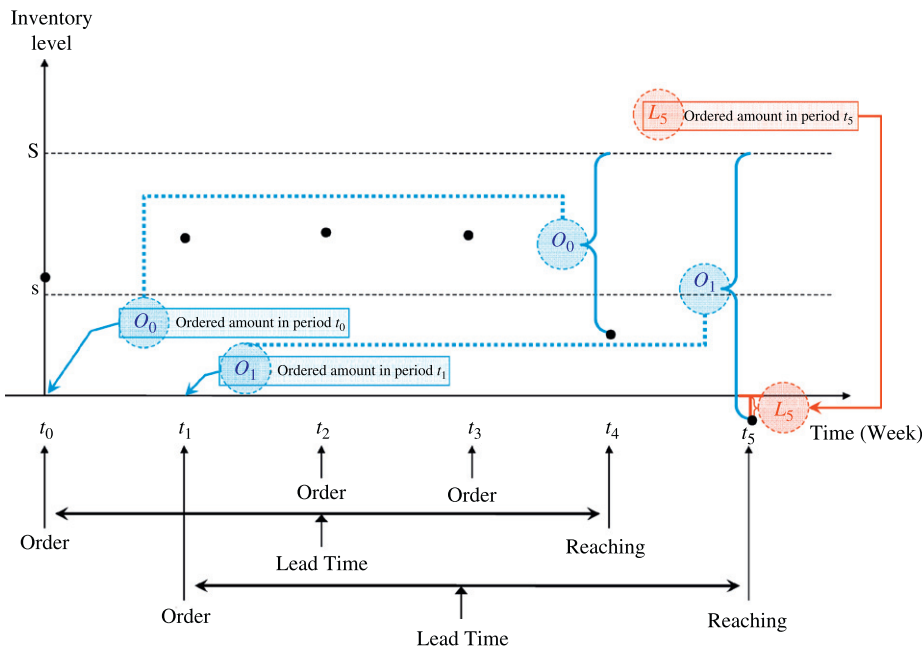 Inventory
level
L5 Ordered amount in period t5
S
O0
O1
s
O0 Ordered amount in period t0
O1 Ordered amount in period t1
L5
t0 t1 t2 t3 t4 t5 Time (Week)
Order Order
Order Lead Time Reaching
Order Lead Time Reaching